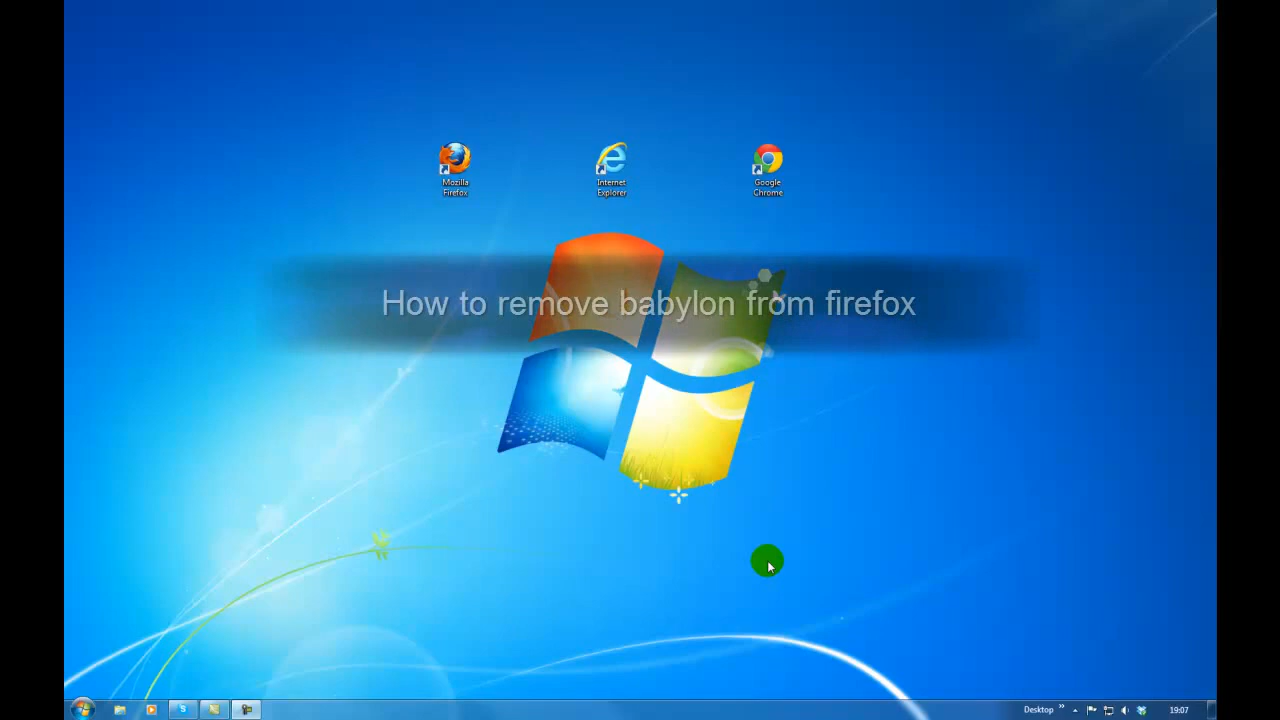 Mozilla
Firefox
Internet
Explorer
Google
Chrome
How to remove babylon from firefox
Desktop
19:07